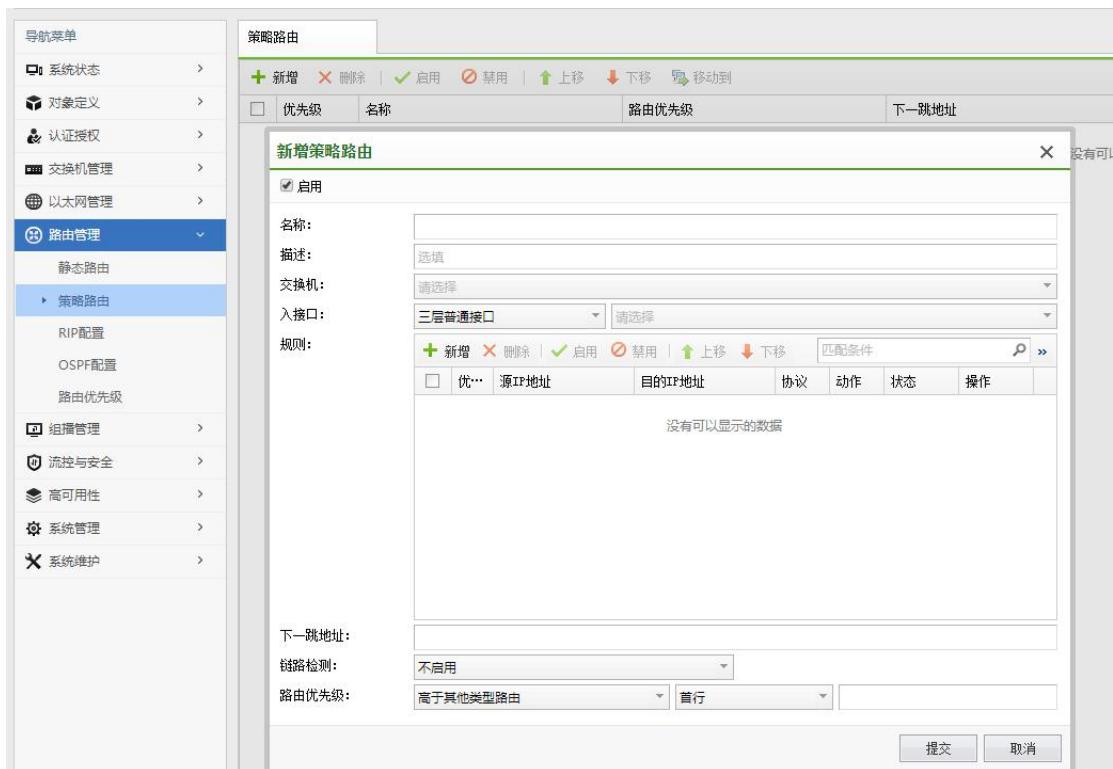 导航菜单
系统状态
对象定义
认证授权
交换机管理
以太网管理
路由管理
静态路由
策略路由
RIP配置
OSPF配置
路由优先级
组播管理
流控与安全
高可用性
系统管理
系统维护
策略路由
新增 删除 启用 禁用 上移 下移 移动到
优先级 名称 路由优先级 下一跳地址
没有可以
新增策略路由
启用
名称:
描述: 选填
交换机: 请选择
入接口: 三层普通接口 请选择
规则: 新增 删除 启用 禁用 上移 下移 匹配条件 »
优… 源IP地址 目的IP地址 协议 动作 状态 操作
没有可以显示的数据
下一跳地址:
链路检测: 不启用
路由优先级: 高于其他类型路由 首行
提交 取消